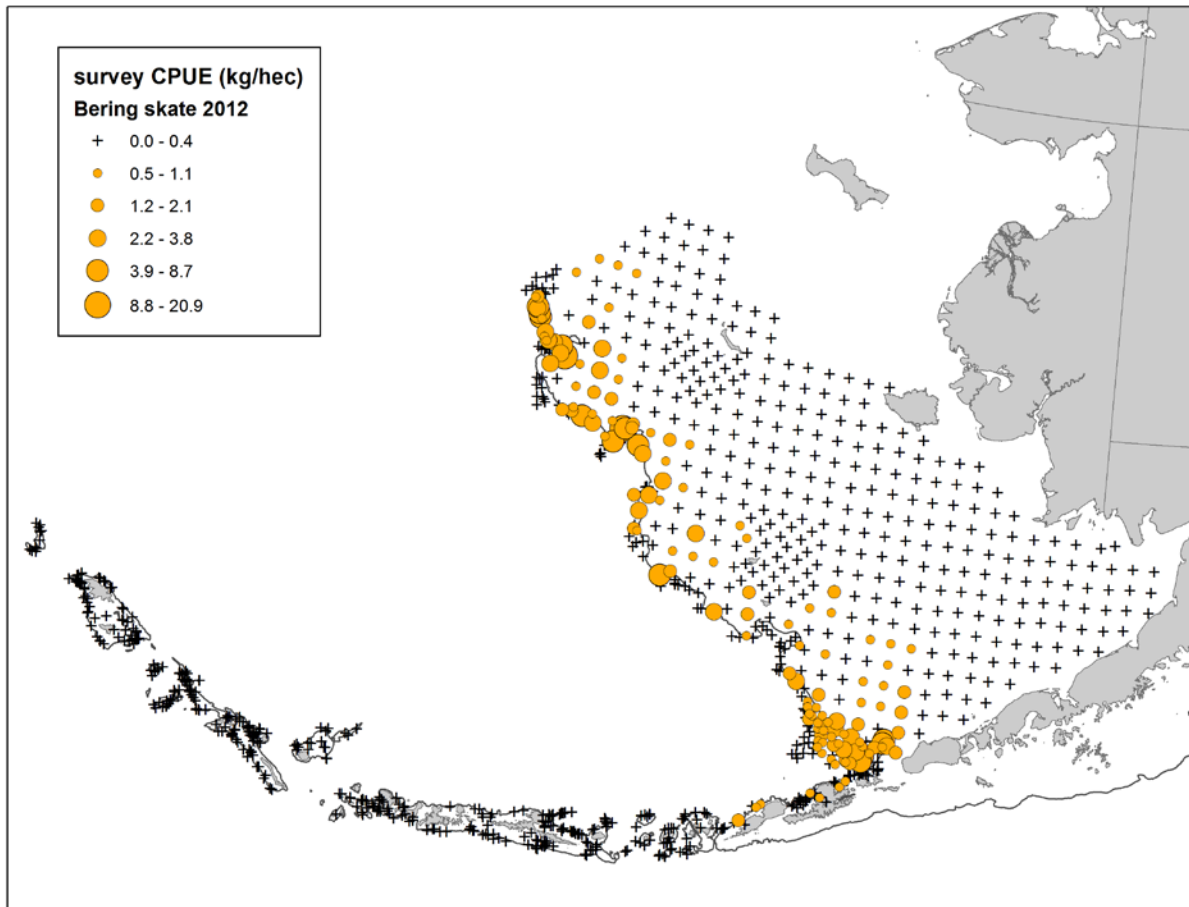 survey CPUE (kg/hec)
Bering skate 2012
0.0 - 0.4
0.5 - 1.1
1.2 - 2.1
2.2 - 3.8
3.9 - 8.7
8.8 - 20.9